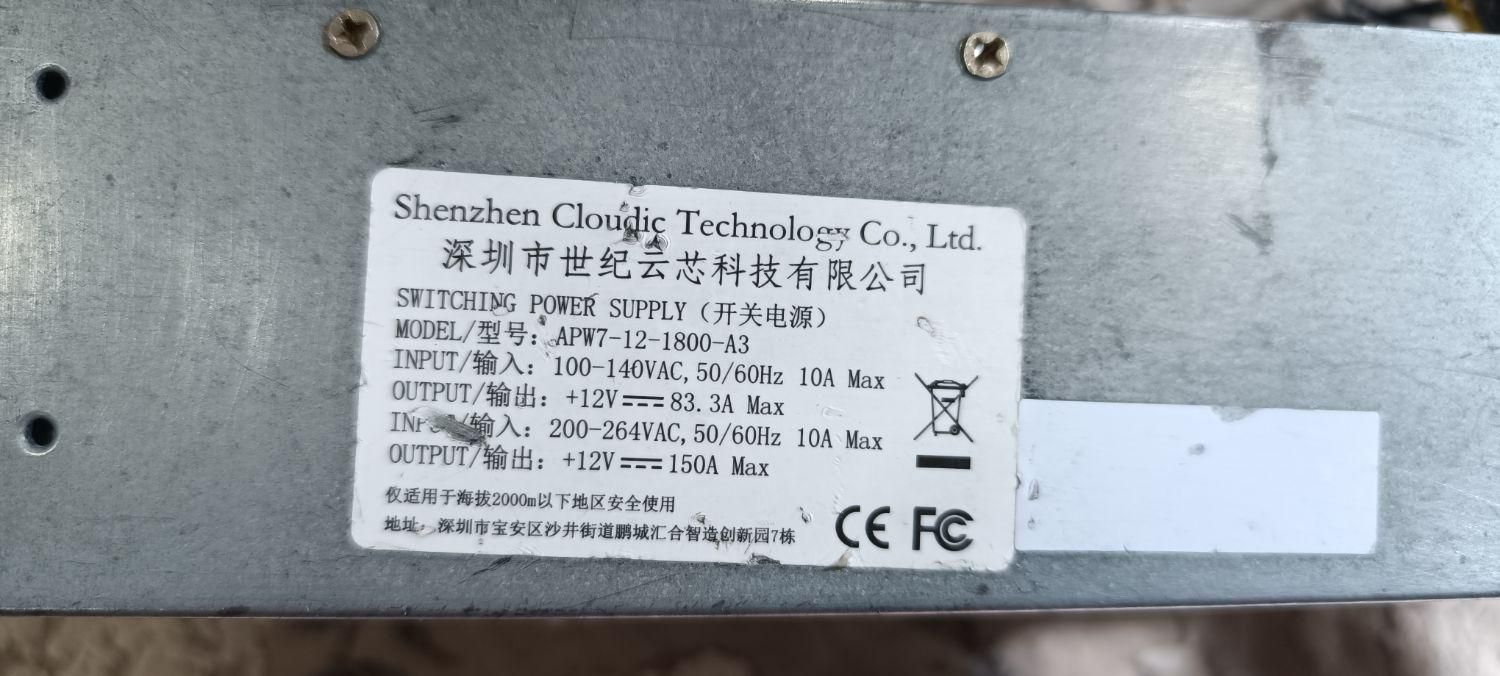 Shenzhen Cloudic Technology Co., Ltd.
深圳市世纪云芯科技有限公司
SWITCHING POWER SUPPLY（开关电源）
MODEL/型号：APW7-12-1800-A3
INPUT/输入：100-140VAC,50/60Hz 10A Max
OUTPUT/输出：+12V⎓83.3A Max
INPUT/输入：200-264VAC,50/60Hz 10A Max
OUTPUT/输出：+12V⎓150A Max
仅适用于海拔2000m以下地区安全使用
地址：深圳市宝安区沙井街道鹏城汇合智造创新园7栋
CE FC